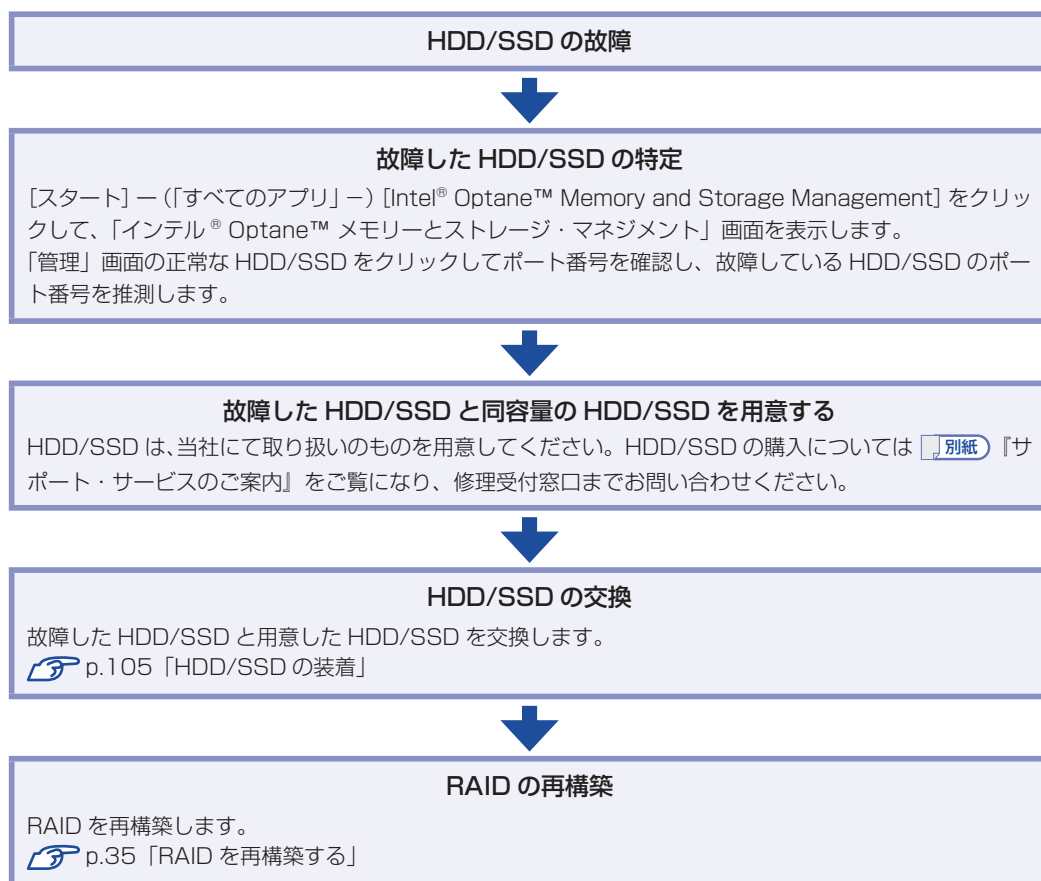 HDD/SSD の故障
故障した HDD/SSD の特定
［スタート］－（「すべてのアプリ」－）［Intel® Optane™ Memory and Storage Management］をクリッ
クして、「インテル ® Optane™ メモリーとストレージ・マネジメント」画面を表示します。
「管理」画面の正常な HDD/SSD をクリックしてポート番号を確認し、故障している HDD/SSD のポー
ト番号を推測します。
故障した HDD/SSD と同容量の HDD/SSD を用意する
HDD/SSD は、当社にて取り扱いのものを用意してください。HDD/SSD の購入については 別紙 『サ
ポート・サービスのご案内』をご覧になり、修理受付窓口までお問い合わせください。
HDD/SSD の交換
故障した HDD/SSD と用意した HDD/SSD を交換します。
p.105「HDD/SSD の装着」
RAID の再構築
RAID を再構築します。
p.35「RAID を再構築する」